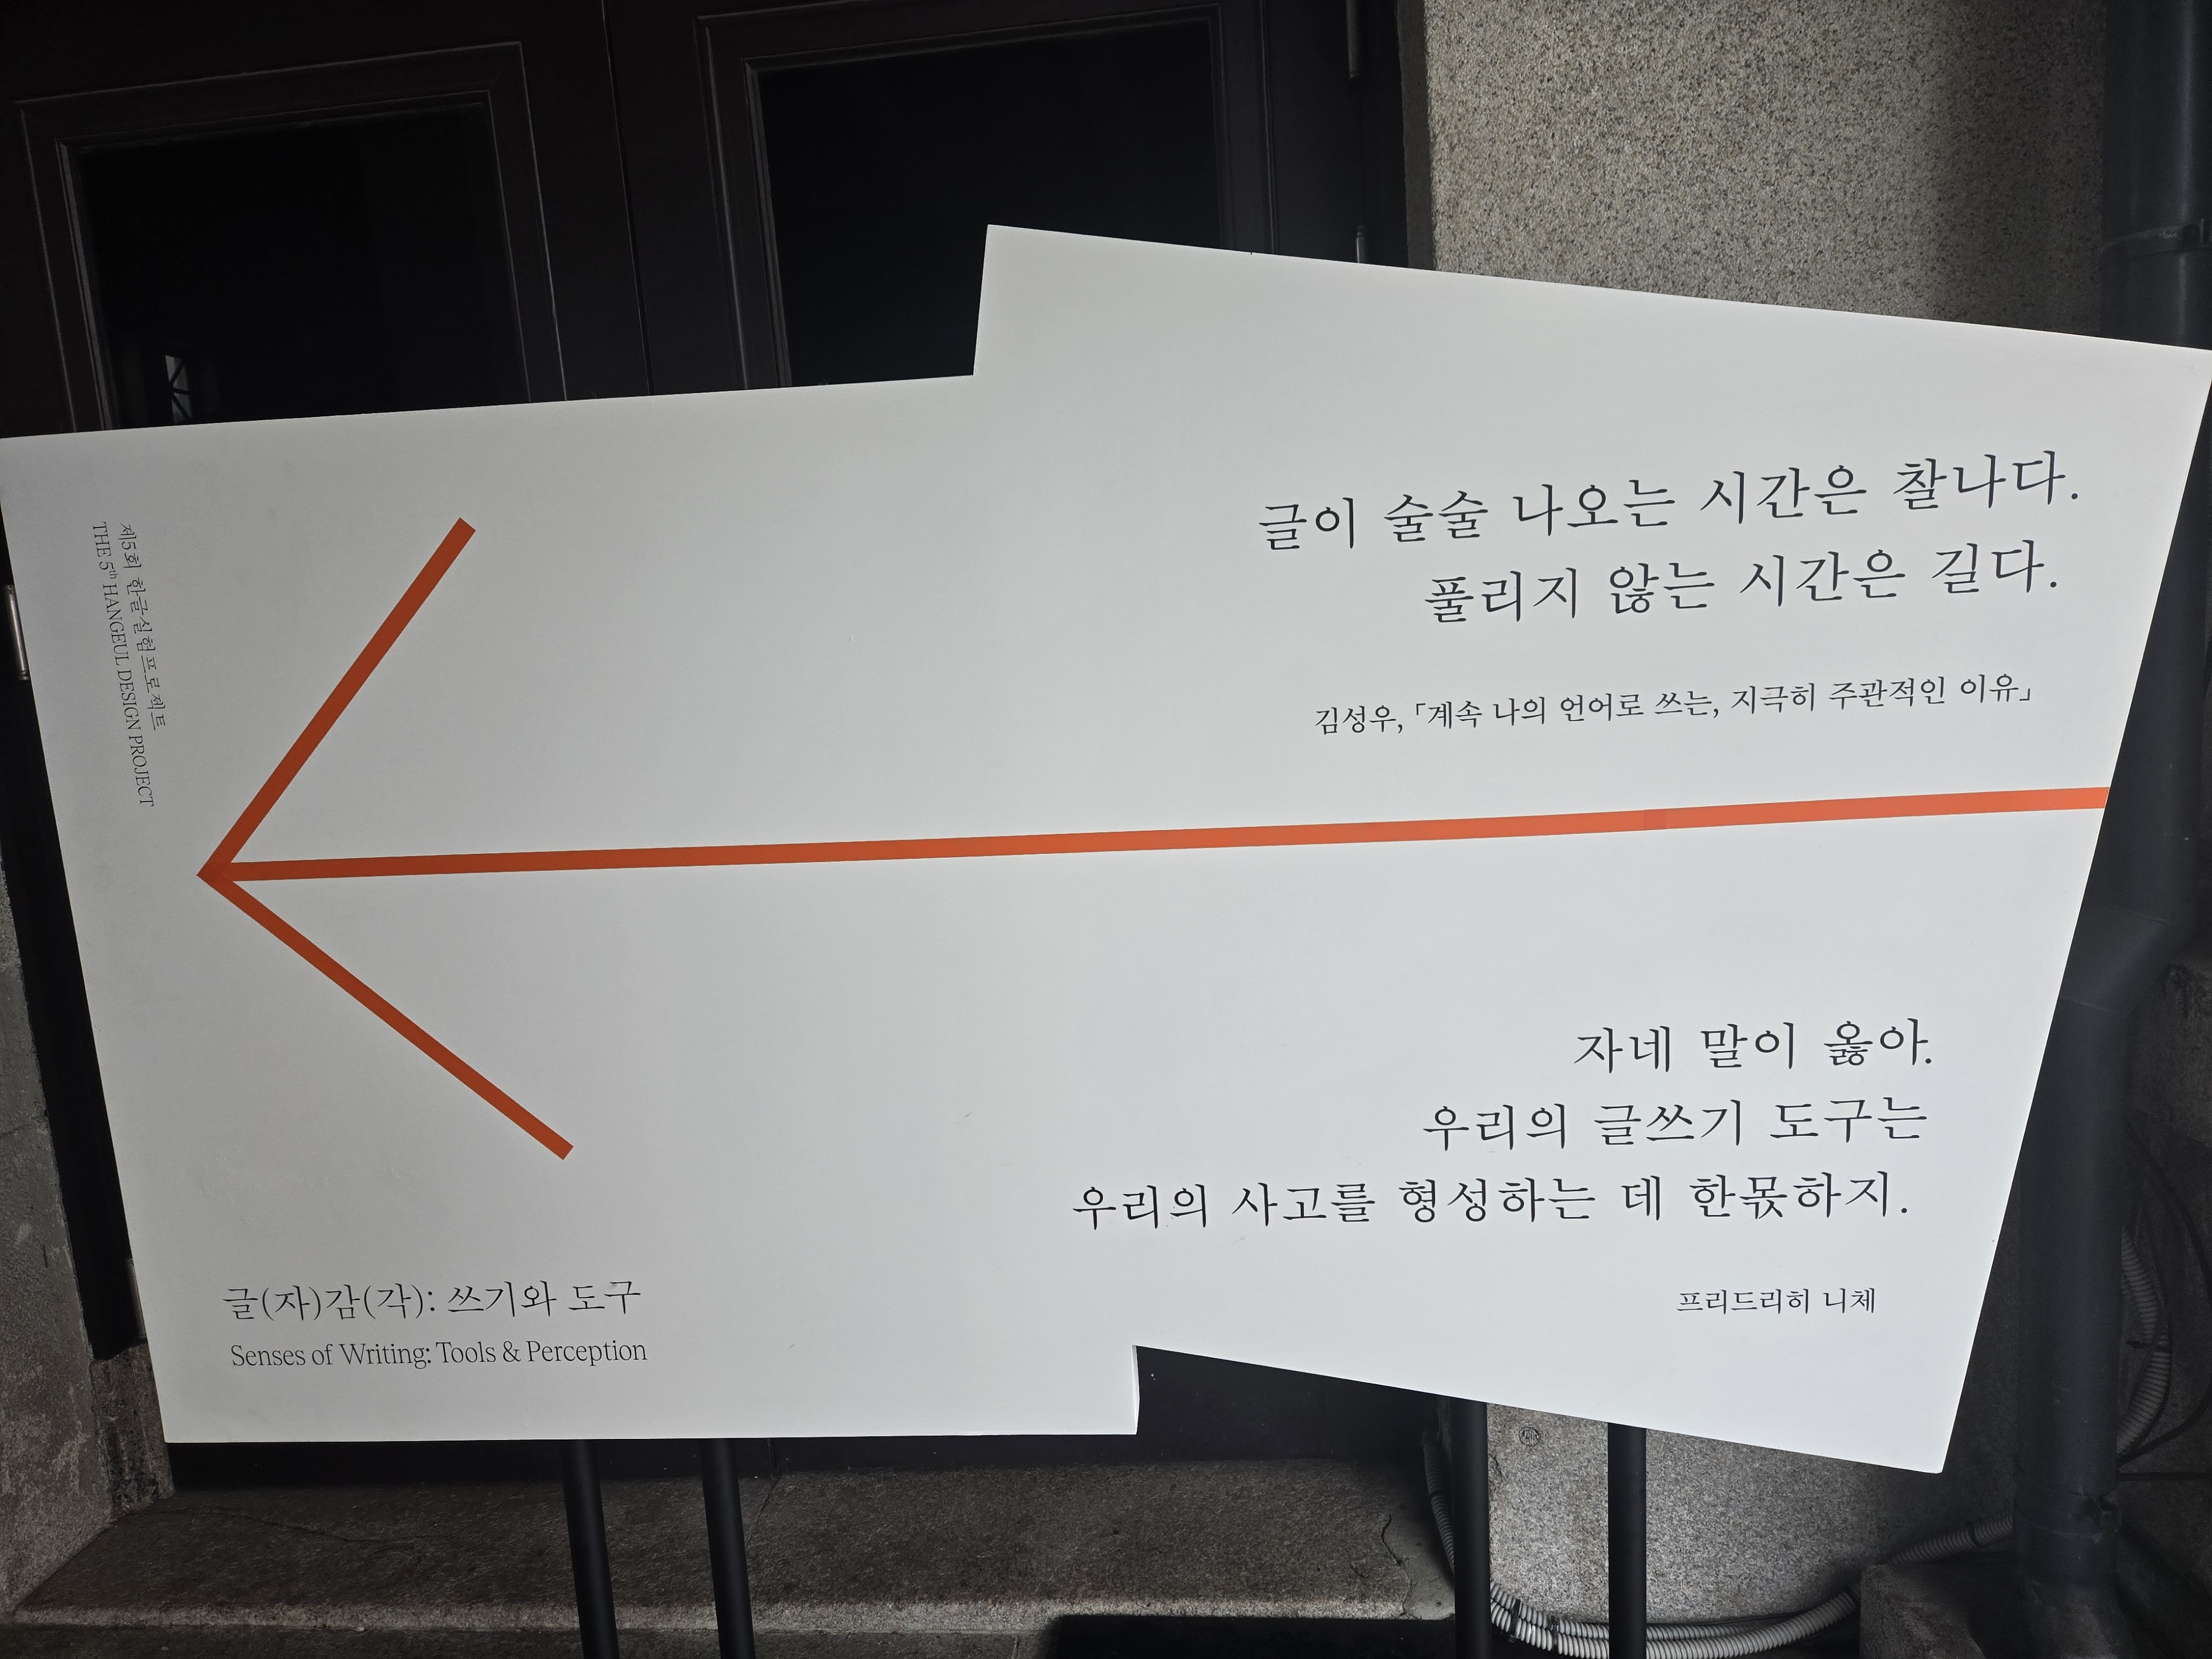 제5회 한글실험프로젝트
THE 5th HANGEUL DESIGN PROJECT
글이 술술 나오는 시간은 찰나다.
풀리지 않는 시간은 길다.
김성우, 「계속 나의 언어로 쓰는, 지극히 주관적인 이유」
자네 말이 옳아.
우리의 글쓰기 도구는
우리의 사고를 형성하는 데 한몫하지.
프리드리히 니체
글(자)감(각): 쓰기와 도구
Senses of Writing: Tools & Perception